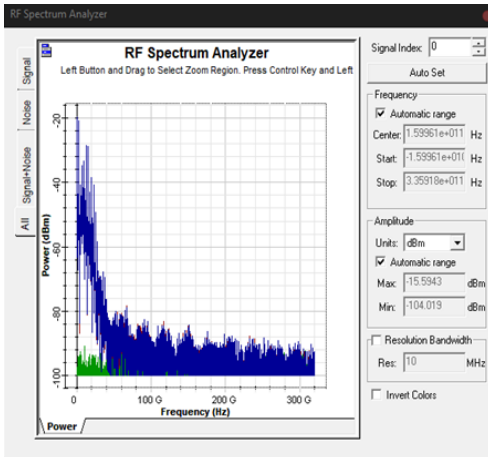 RF Spectrum Analyzer
RF Spectrum Analyzer
Left Button and Drag to Select Zoom Region. Press Control Key and Left
Signal
Noise
Signal+Noise
All
Power (dBm)
-20
-40
-60
-80
-100
0
100 G
200 G
300 G
Frequency (Hz)
Power
Signal Index: 0
Auto Set
Frequency
Automatic range
Center: 1.59961e+011 Hz
Start: -1.59961e+01( Hz
Stop: 3.35918e+011 Hz
Amplitude
Units: dBm
Automatic range
Max: -15.5943 dBm
Min: -104.019 dBm
Resolution Bandwidth
Res: 10 MHz
Invert Colors